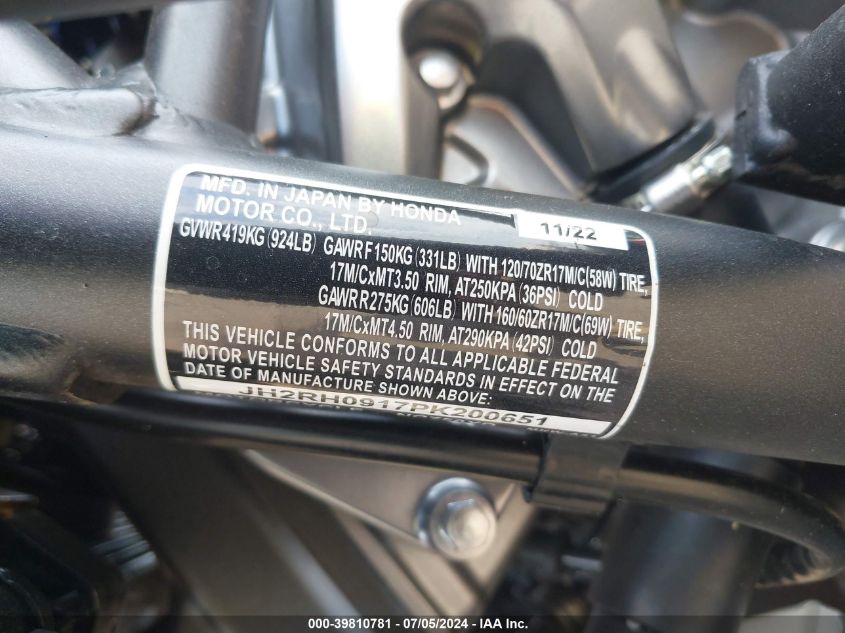 MFD. IN JAPAN BY HONDA
MOTOR CO., LTD.
11/22
GVWR419KG (924LB) GAWR F150KG (331LB) WITH 120/70ZR17M/C(58W) TIRE,
17M/CxMT3.50 RIM, AT250KPA (36PSI) COLD
GAWR R275KG (606LB) WITH 160/60ZR17M/C(69W) TIRE,
17M/CxMT4.50 RIM, AT290KPA (42PSI) COLD
THIS VEHICLE CONFORMS TO ALL APPLICABLE FEDERAL
MOTOR VEHICLE SAFETY STANDARDS IN EFFECT ON THE
DATE OF MANUFACTURE SHOWN ABOVE:
JH2RH0917PK200651
000-39810781 - 07/05/2024 - IAA Inc.